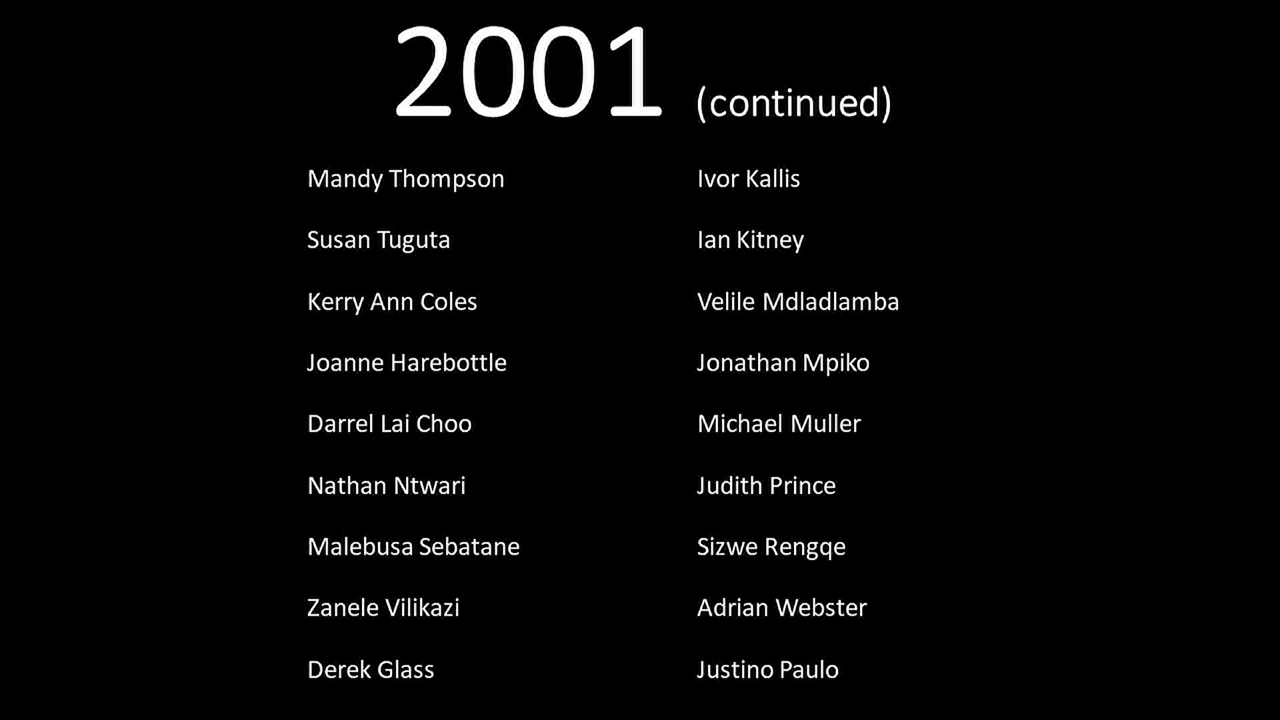 2001 (continued)
Mandy Thompson
Susan Tuguta
Kerry Ann Coles
Joanne Harebottle
Darrel Lai Choo
Nathan Ntwari
Malebusa Sebatane
Zanele Vilikazi
Derek Glass
Ivor Kallis
Ian Kitney
Velile Mdladlamba
Jonathan Mpiko
Michael Muller
Judith Prince
Sizwe Rengqe
Adrian Webster
Justino Paulo